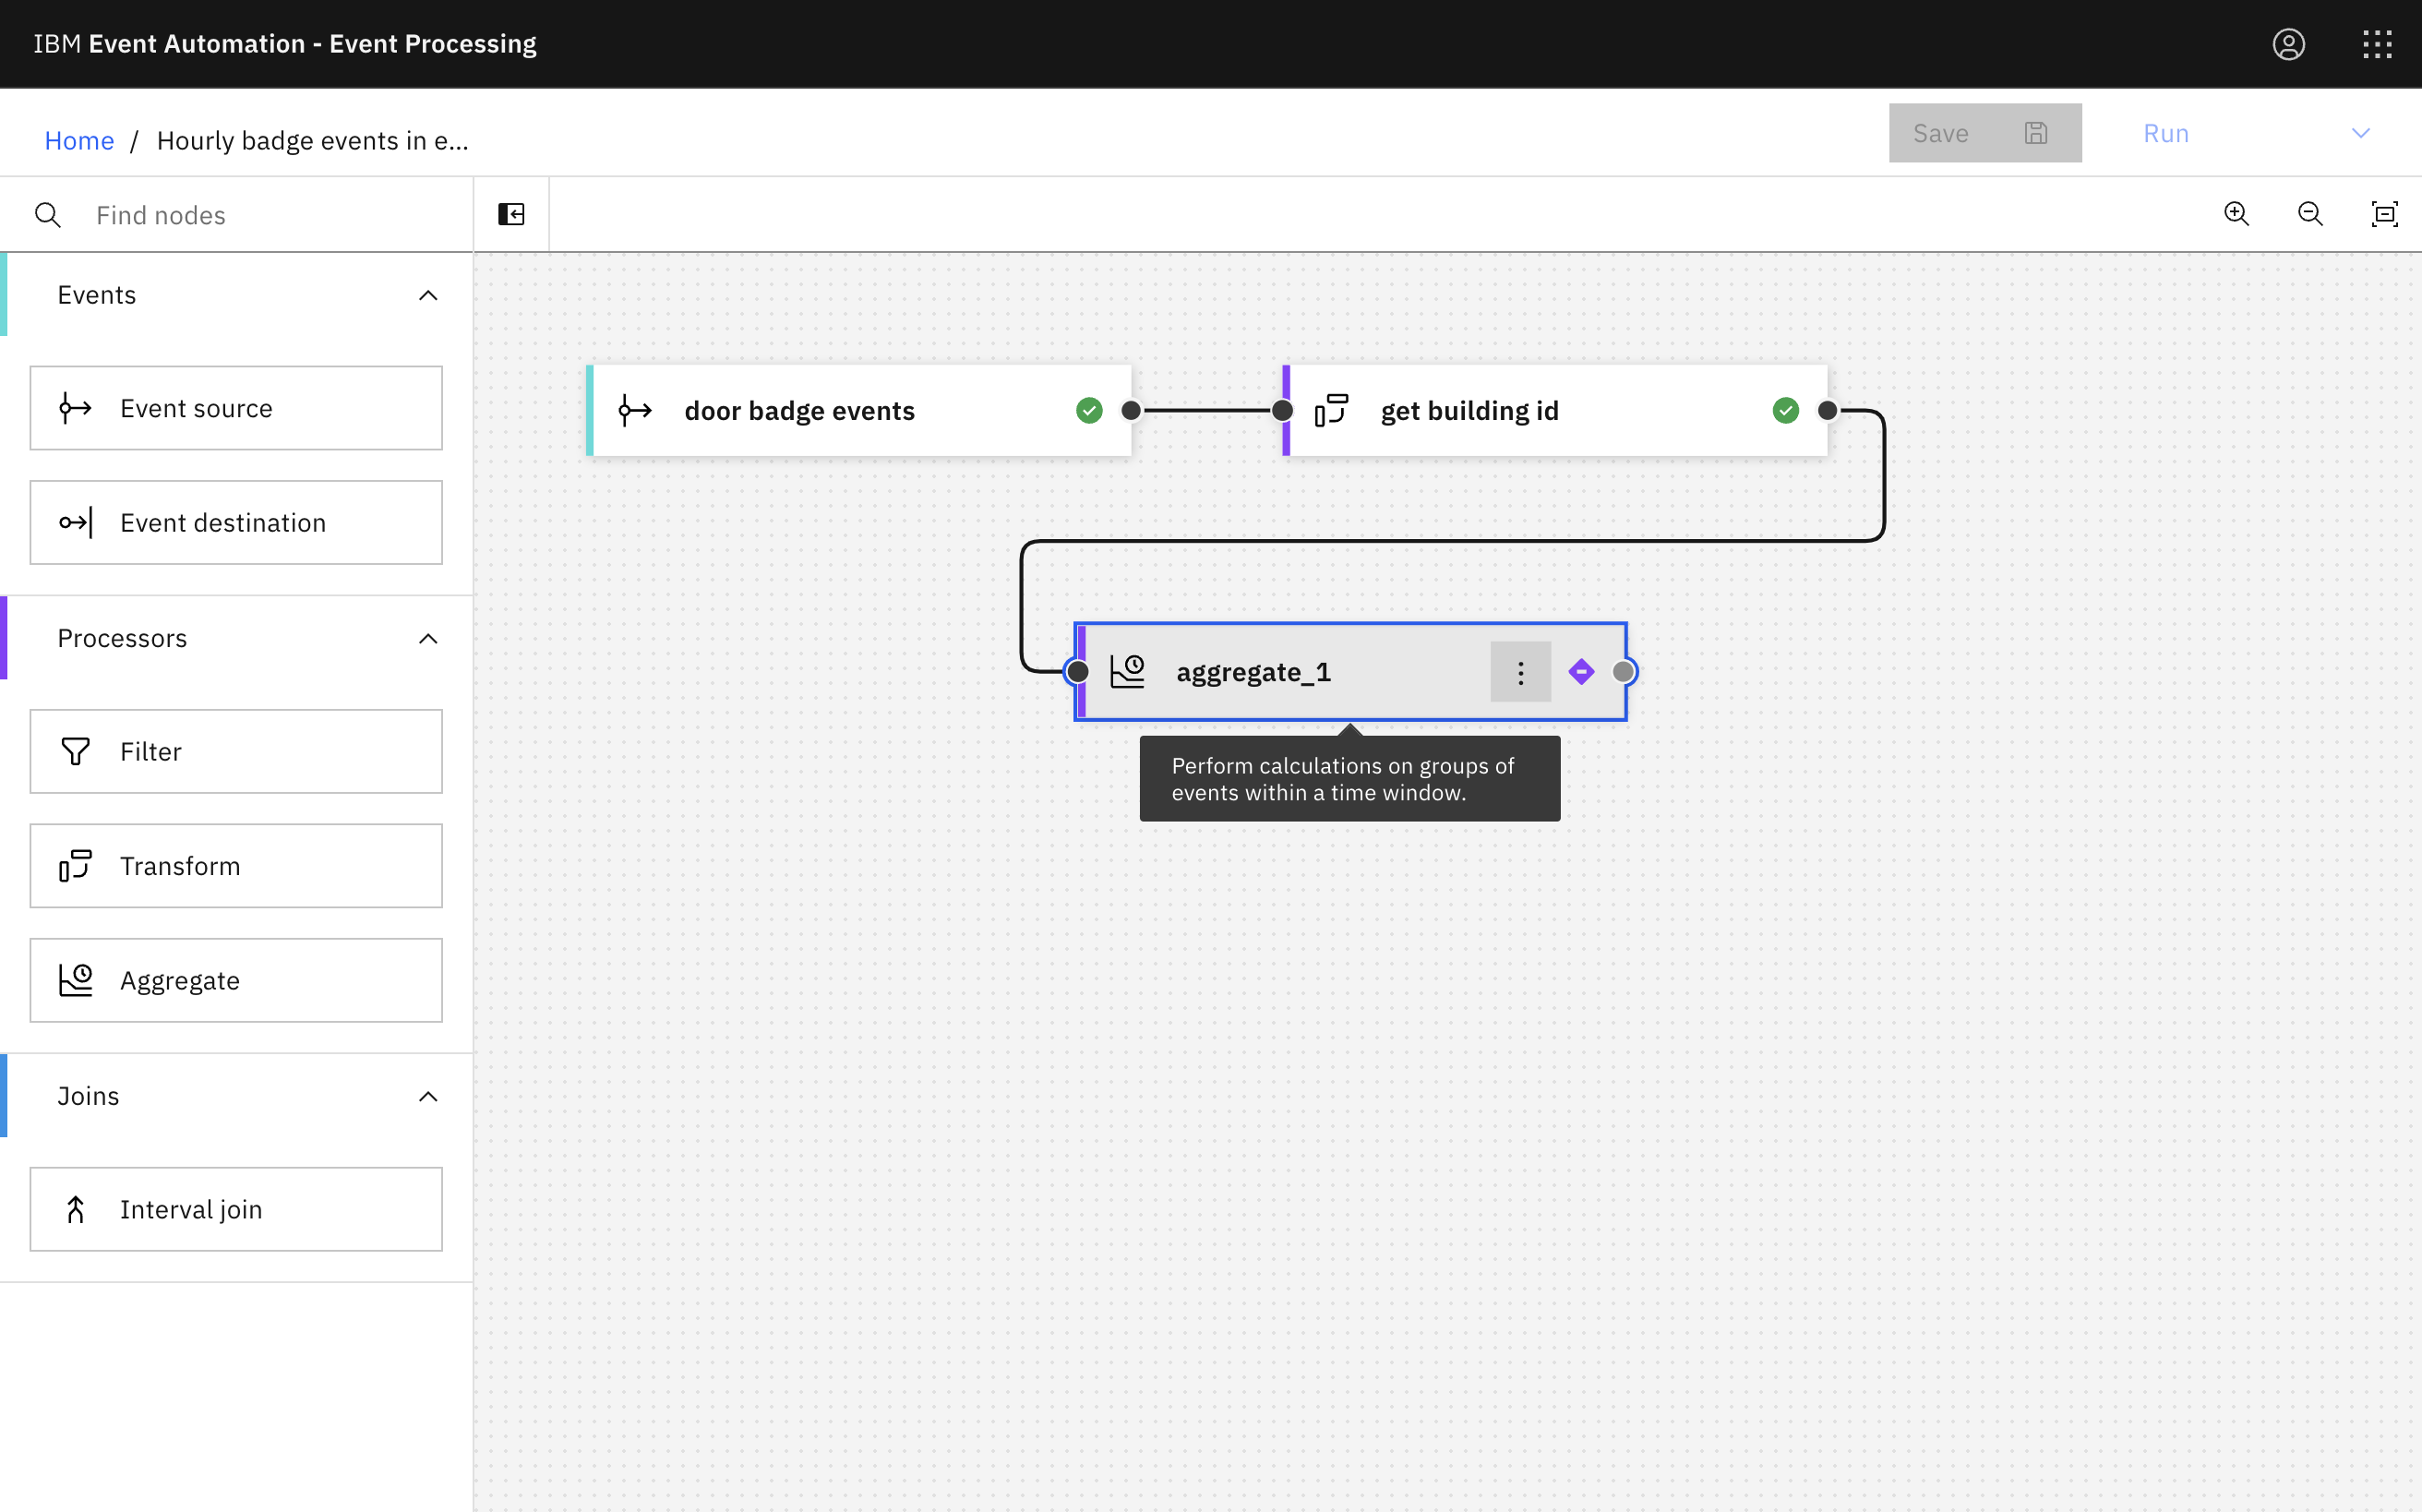 IBM Event Automation - Event Processing
Home / Hourly badge events in e...
Save
Run
Find nodes
Events
Event source
Event destination
Processors
Filter
Transform
Aggregate
Joins
Interval join
door badge events
get building id
aggregate_1
Perform calculations on groups of
events within a time window.